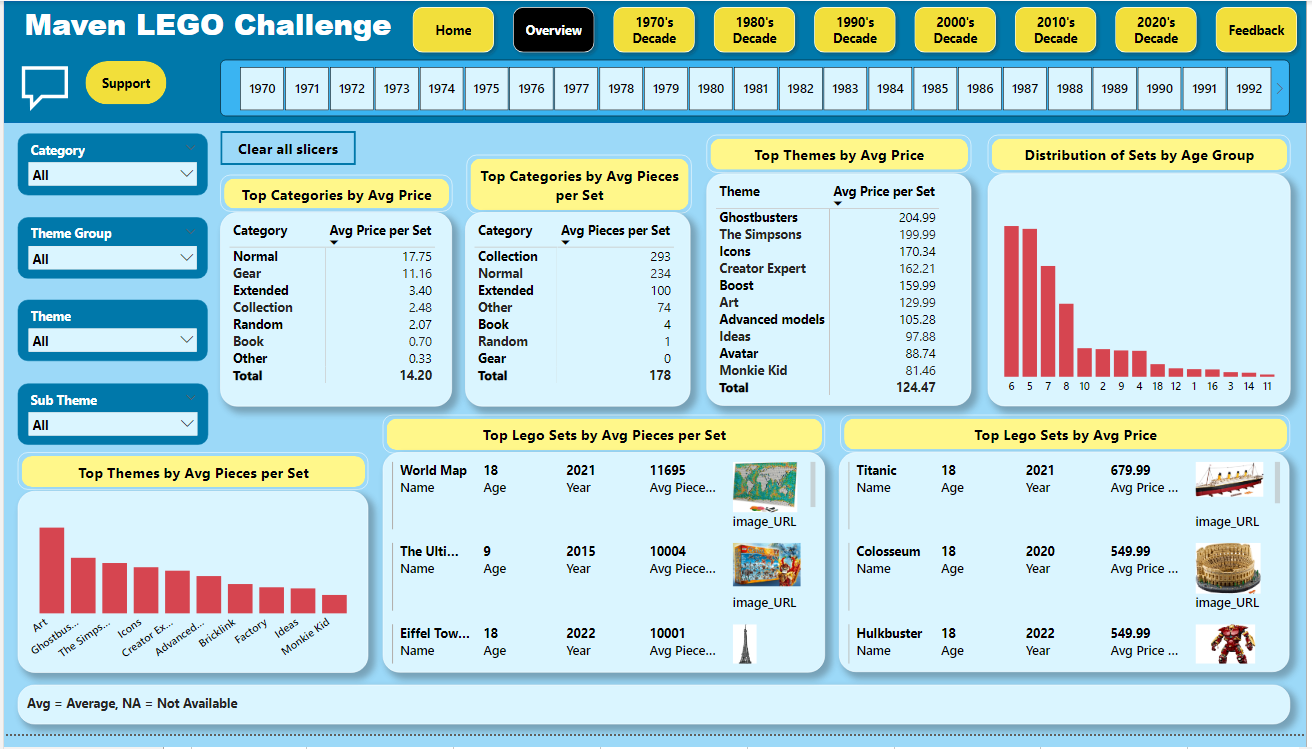 Maven LEGO Challenge
Home
Overview
1970's
Decade
1980's
Decade
1990's
Decade
2000's
Decade
2010's
Decade
2020's
Decade
Feedback
Support
1970 1971 1972 1973 1974 1975 1976 1977 1978 1979 1980 1981 1982 1983 1984 1985 1986 1987 1988 1989 1990 1991 1992
Category
All
Theme Group
All
Theme
All
Sub Theme
All
Clear all slicers
Top Categories by Avg Price
Category Avg Price per Set
Normal 17.75
Gear 11.16
Extended 3.40
Collection 2.48
Random 2.07
Book 0.70
Other 0.33
Total 14.20
Top Categories by Avg Pieces
per Set
Category Avg Pieces per Set
Collection 293
Normal 234
Extended 100
Other 74
Book 4
Random 1
Gear 0
Total 178
Top Themes by Avg Price
Theme Avg Price per Set
Ghostbusters 204.99
The Simpsons 199.99
Icons 170.34
Creator Expert 162.21
Boost 159.99
Art 129.99
Advanced models 105.28
Ideas 97.88
Avatar 88.74
Monkie Kid 81.46
Total 124.47
Distribution of Sets by Age Group
6 5 7 8 10 2 9 4 18 12 1 16 3 14 11
Top Themes by Avg Pieces per Set
Art Ghostbus... The Simps... Icons Creator Ex... Advanced... Bricklink Factory Ideas Monkie Kid
Top Lego Sets by Avg Pieces per Set
World Map 18 2021 11695
Name Age Year Avg Piece...
image_URL
The Ulti... 9 2015 10004
Name Age Year Avg Piece...
image_URL
Eiffel Tow... 18 2022 10001
Name Age Year Avg Piece...
Top Lego Sets by Avg Price
Titanic 18 2021 679.99
Name Age Year Avg Price ...
image_URL
Colosseum 18 2020 549.99
Name Age Year Avg Price ...
image_URL
Hulkbuster 18 2022 549.99
Name Age Year Avg Price ...
Avg = Average, NA = Not Available